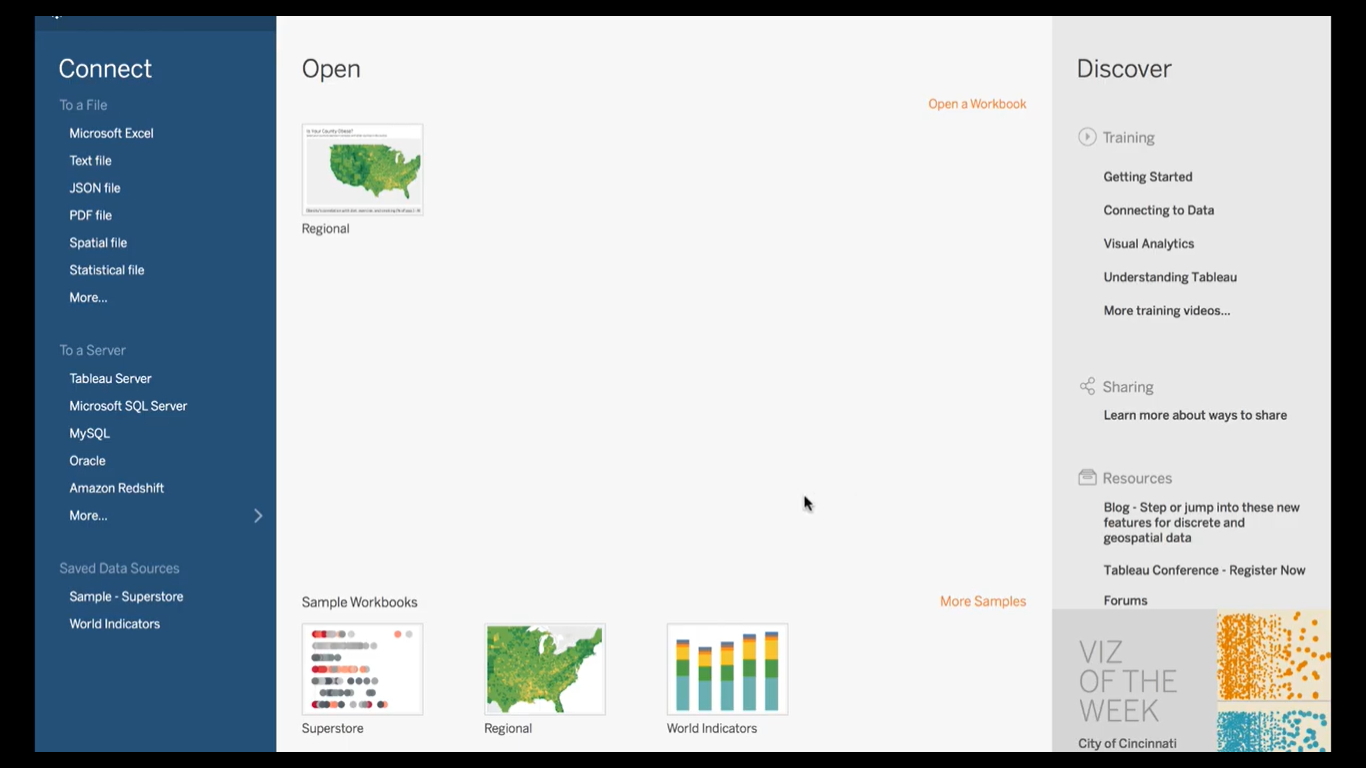 Connect
To a File
Microsoft Excel
Text file
JSON file
PDF file
Spatial file
Statistical file
More...
To a Server
Tableau Server
Microsoft SQL Server
MySQL
Oracle
Amazon Redshift
More...
Saved Data Sources
Sample - Superstore
World Indicators
Open
Open a Workbook
Is Your County Obese?
Regional
Sample Workbooks
More Samples
Superstore
Regional
World Indicators
Discover
Training
Getting Started
Connecting to Data
Visual Analytics
Understanding Tableau
More training videos...
Sharing
Learn more about ways to share
Resources
Blog - Step or jump into these new
features for discrete and
geospatial data
Tableau Conference - Register Now
Forums
VIZ
OF THE
WEEK
City of Cincinnati